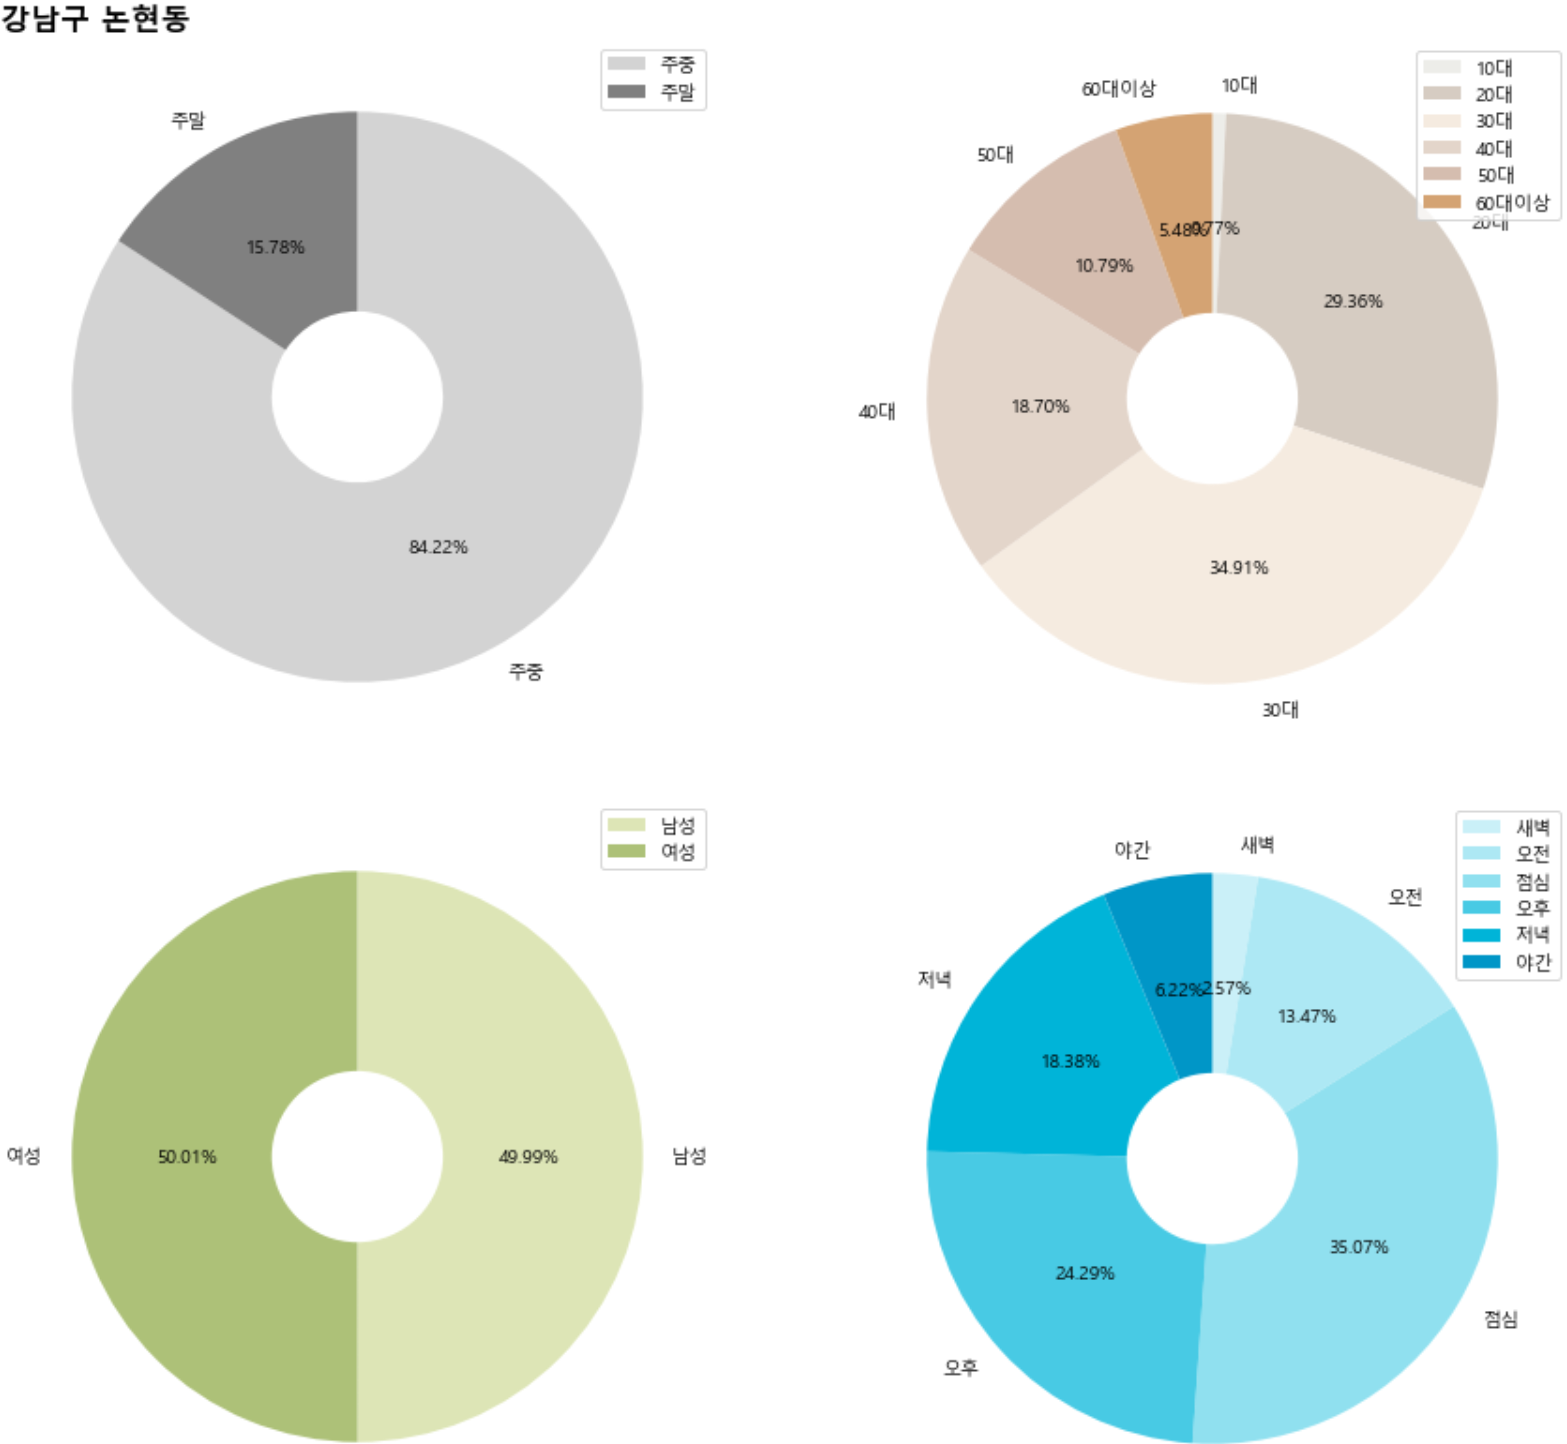 강남구 논현동
주중
주말
주말
15.78%
84.22%
주중
10대
20대
30대
40대
50대
60대이상
60대이상
10대
50대
20대
5.48%
0.77%
10.79%
29.36%
40대
18.70%
34.91%
30대
남성
여성
여성
50.01%
49.99%
남성
새벽
오전
점심
오후
저녁
야간
야간
새벽
오전
저녁
6.22%
2.57%
13.47%
18.38%
35.07%
24.29%
점심
오후